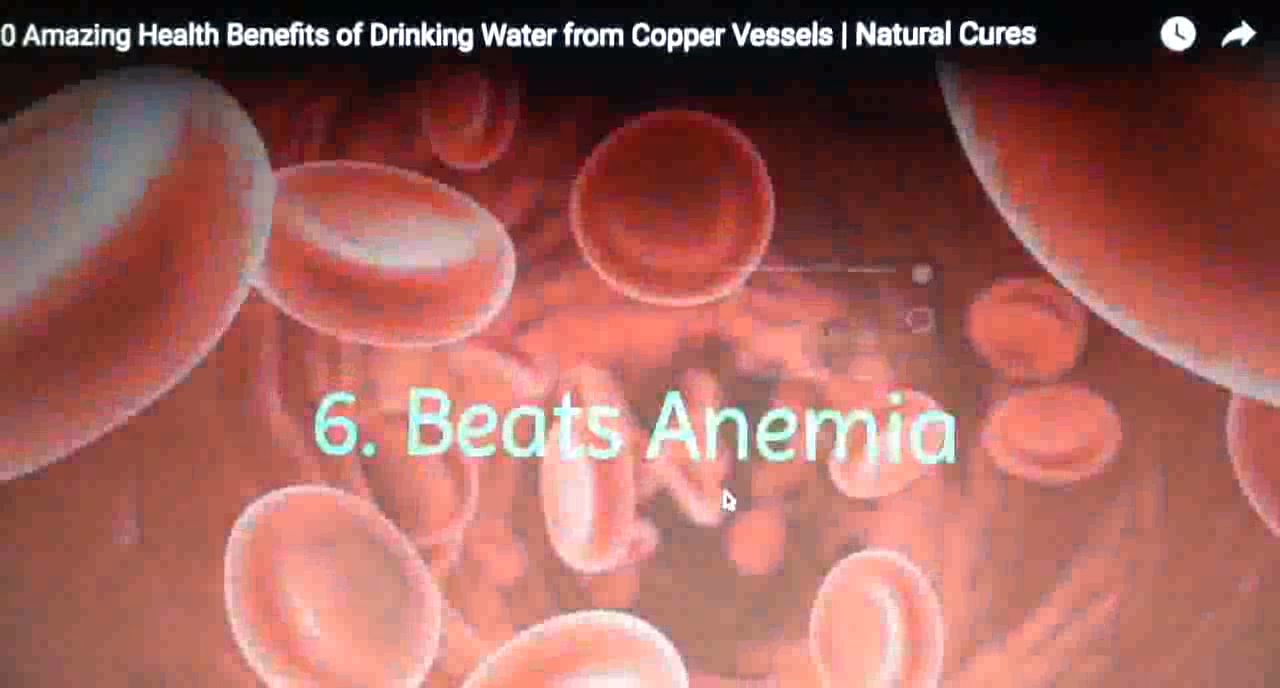 0 Amazing Health Benefits of Drinking Water from Copper Vessels | Natural Cures
6. Beats Anemia